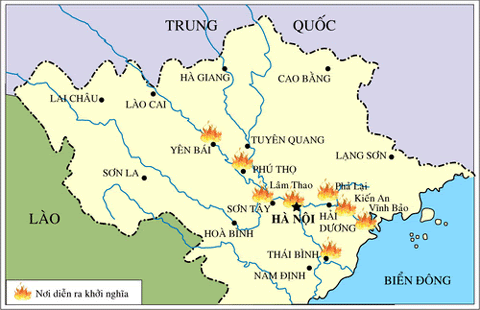 TRUNG QUỐC
HÀ GIANG
CAO BẰNG
LAI CHÂU
LÀO CAI
TUYÊN QUANG
YÊN BÁI
LẠNG SƠN
PHÚ THỌ
SƠN LA
Lâm Thao
Phả Lại
Kiến An
Vĩnh Bảo
LÀO
SƠN TÂY
HÀ NỘI
HẢI
DƯƠNG
HOÀ BÌNH
THÁI BÌNH
NAM ĐỊNH
BIỂN ĐÔNG
Nơi diễn ra khởi nghĩa